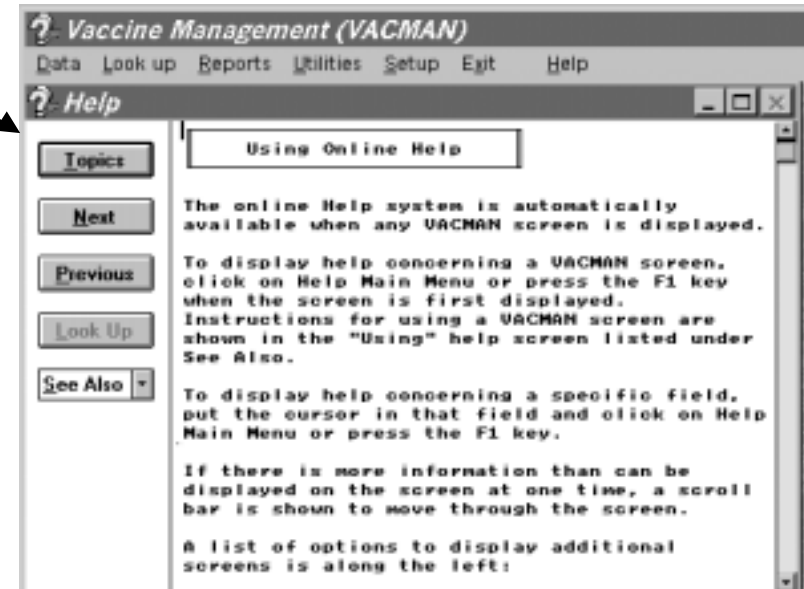 Vaccine Management (VACMAN)
Data Look up Reports Utilities Setup Exit Help
Help
Topics
Next
Previous
Look Up
See Also
Using Online Help
The online Help system is automatically
available when any VACMAN screen is displayed.
To display help concerning a VACMAN screen,
click on Help Main Menu or press the F1 key
when the screen is first displayed.
Instructions for using a VACMAN screen are
shown in the "Using" help screen listed under
See Also.
To display help concerning a specific field,
put the cursor in that field and click on Help
Main Menu or press the F1 key.
If there is more information than can be
displayed on the screen at one time, a scroll
bar is shown to move through the screen.
A list of options to display additional
screens is along the left: